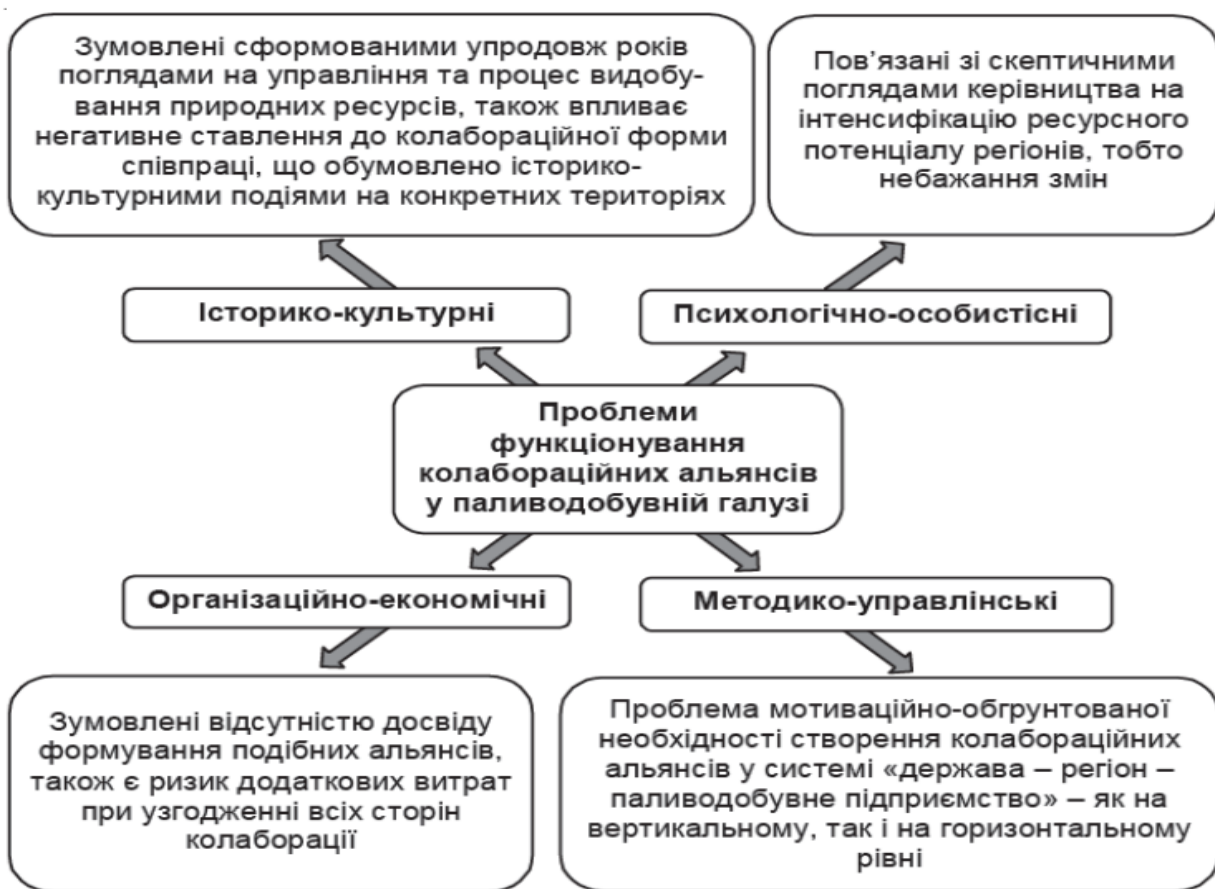 Зумовлені сформованими упродовж років
поглядами на управління та процес видобу-
вання природних ресурсів, також впливає
негативне ставлення до колабораційної форми
співпраці, що обумовлено історико-
культурними подіями на конкретних територіях
Пов’язані зі скептичними
поглядами керівництва на
інтенсифікацію ресурсного
потенціалу регіонів, тобто
небажання змін
Історико-культурні
Психологічно-особистісні
Проблеми
функціонування
колабораційних альянсів
у паливодобувній галузі
Організаційно-економічні
Методико-управлінські
Зумовлені відсутністю досвіду
формування подібних альянсів,
також є ризик додаткових витрат
при узгодженні всіх сторін
колаборації
Проблема мотиваційно-обгрунтованої
необхідності створення колабораційних
альянсів у системі «держава – регіон –
паливодобувне підприємство» – як на
вертикальному, так і на горизонтальному
рівні